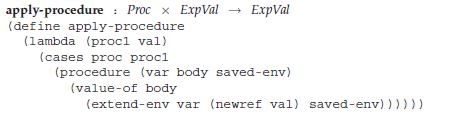 apply-procedure : Proc × ExpVal → ExpVal
(define apply-procedure
(lambda (proc1 val)
(cases proc proc1
(procedure (var body saved-env)
(value-of body
(extend-env var (newref val) saved-env))))))